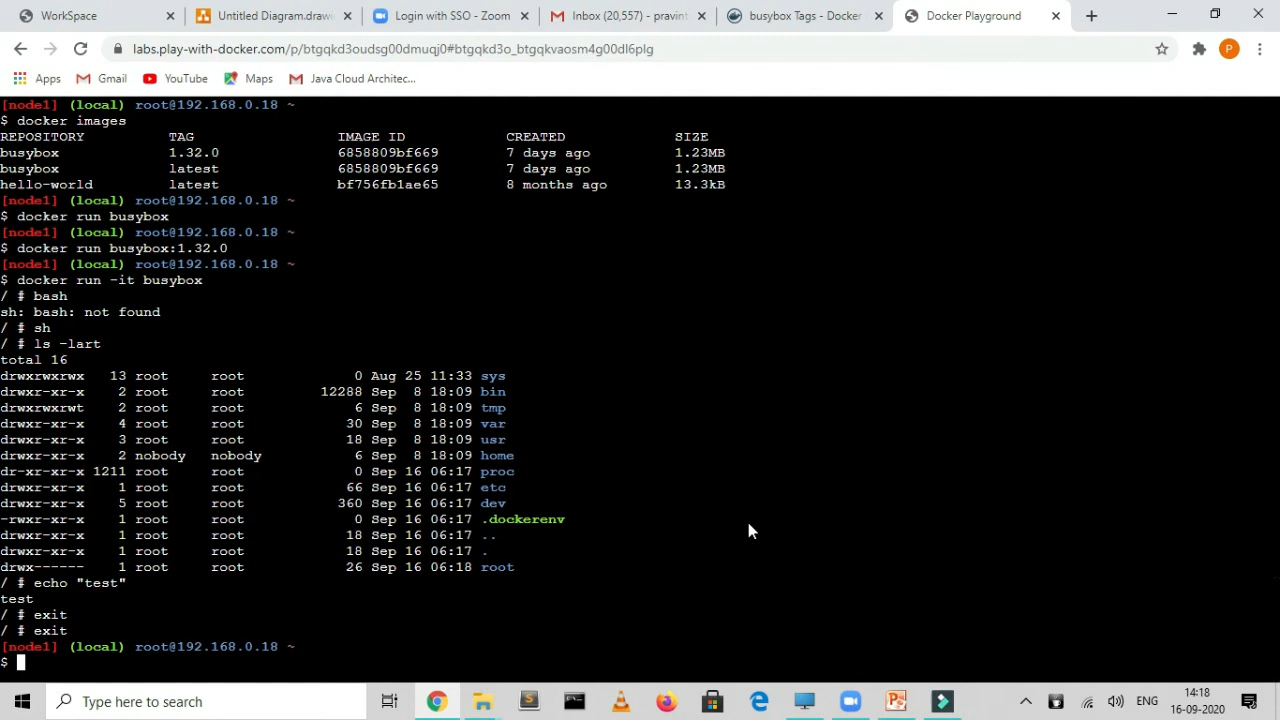 WorkSpace
Untitled Diagram.draw
Login with SSO - Zoom
Inbox (20,557) - pravint
busybox Tags - Docker
Docker Playground
labs.play-with-docker.com/p/btgqkd3oudsg00dmuqj0#btgqkd3o_btgqkvaosm4g00dl6plg
P
Apps
Gmail
YouTube
Maps
Java Cloud Architec...
[node1] (local) root@192.168.0.18 ~
$ docker images
REPOSITORY TAG IMAGE ID CREATED SIZE
busybox 1.32.0 6858809bf669 7 days ago 1.23MB
busybox latest 6858809bf669 7 days ago 1.23MB
hello-world latest bf756fb1ae65 8 months ago 13.3kB
[node1] (local) root@192.168.0.18 ~
$ docker run busybox
[node1] (local) root@192.168.0.18 ~
$ docker run busybox:1.32.0
[node1] (local) root@192.168.0.18 ~
$ docker run -it busybox
/ # bash
sh: bash: not found
/ # sh
/ # ls -lart
total 16
drwxrwxrwx 13 root root 0 Aug 25 11:33 sys
drwxr-xr-x 2 root root 12288 Sep 8 18:09 bin
drwxrwxrwt 2 root root 6 Sep 8 18:09 tmp
drwxr-xr-x 4 root root 30 Sep 8 18:09 var
drwxr-xr-x 3 root root 18 Sep 8 18:09 usr
drwxr-xr-x 2 nobody nobody 6 Sep 8 18:09 home
dr-xr-xr-x 1211 root root 0 Sep 16 06:17 proc
drwxr-xr-x 1 root root 66 Sep 16 06:17 etc
drwxr-xr-x 5 root root 360 Sep 16 06:17 dev
-rwxr-xr-x 1 root root 0 Sep 16 06:17 .dockerenv
drwxr-xr-x 1 root root 18 Sep 16 06:17 ..
drwxr-xr-x 1 root root 18 Sep 16 06:17 .
drwx------ 1 root root 26 Sep 16 06:18 root
/ # echo "test"
test
/ # exit
/ # exit
[node1] (local) root@192.168.0.18 ~
$
Type here to search
ENG
14:18
16-09-2020